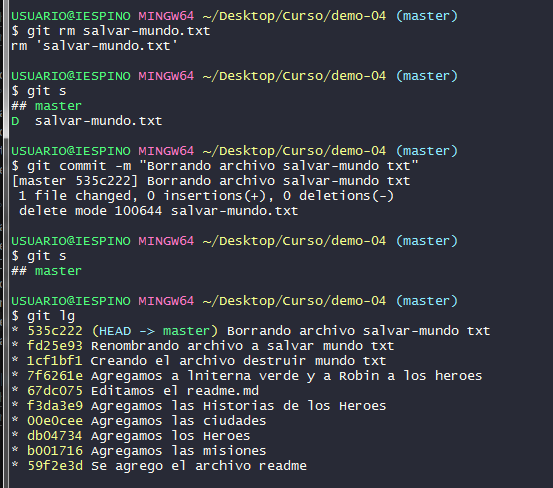 USUARIO@IESPINO MINGW64 ~/Desktop/Curso/demo-04 (master)
$ git rm salvar-mundo.txt
rm 'salvar-mundo.txt'
USUARIO@IESPINO MINGW64 ~/Desktop/Curso/demo-04 (master)
$ git s
## master
D  salvar-mundo.txt
USUARIO@IESPINO MINGW64 ~/Desktop/Curso/demo-04 (master)
$ git commit -m "Borrando archivo salvar-mundo txt"
[master 535c222] Borrando archivo salvar-mundo txt
 1 file changed, 0 insertions(+), 0 deletions(-)
 delete mode 100644 salvar-mundo.txt
USUARIO@IESPINO MINGW64 ~/Desktop/Curso/demo-04 (master)
$ git s
## master
USUARIO@IESPINO MINGW64 ~/Desktop/Curso/demo-04 (master)
$ git lg
* 535c222 (HEAD -> master) Borrando archivo salvar-mundo txt
* fd25e93 Renombrando archivo a salvar mundo txt
* 1cf1bf1 Creando el archivo destruir mundo txt
* 7f6261e Agregamos a lniterna verde y a Robin a los heroes
* 67dc075 Editamos el readme.md
* f3da3e9 Agregamos las Historias de los Heroes
* 00e0cee Agregamos las ciudades
* db04734 Agregamos los Heroes
* b001716 Agregamos las misiones
* 59f2e3d Se agrego el archivo readme